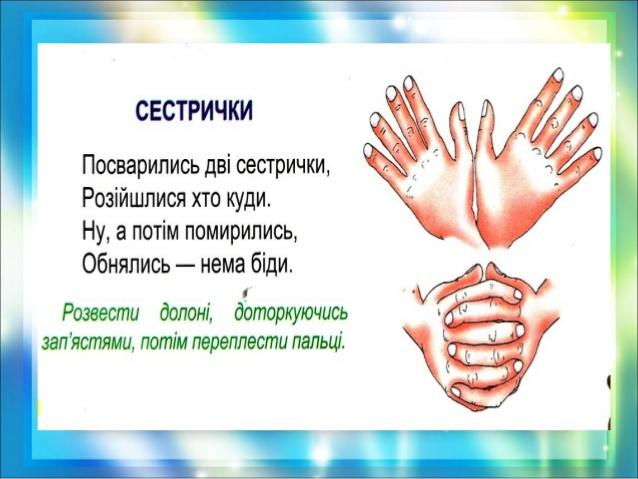 СЕСТРИЧКИ
Посварились дві сестрички,
Розійшлися хто куди.
Ну, а потім помирились,
Обнялись — нема біди.
Розвести долоні, доторкуючись
зап'ястями, потім переплести пальці.